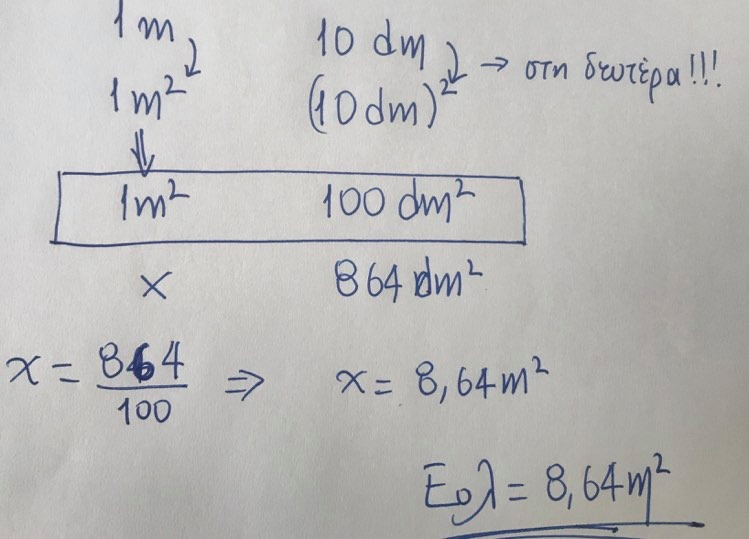 1m 10 dm
→ στη δευτέρα!!!
1m² (10 dm)²
⇓
1m² 100 dm²
x 864 dm²
x = 864/100 ⇒ x = 8,64m²
Εολ = 8,64m²